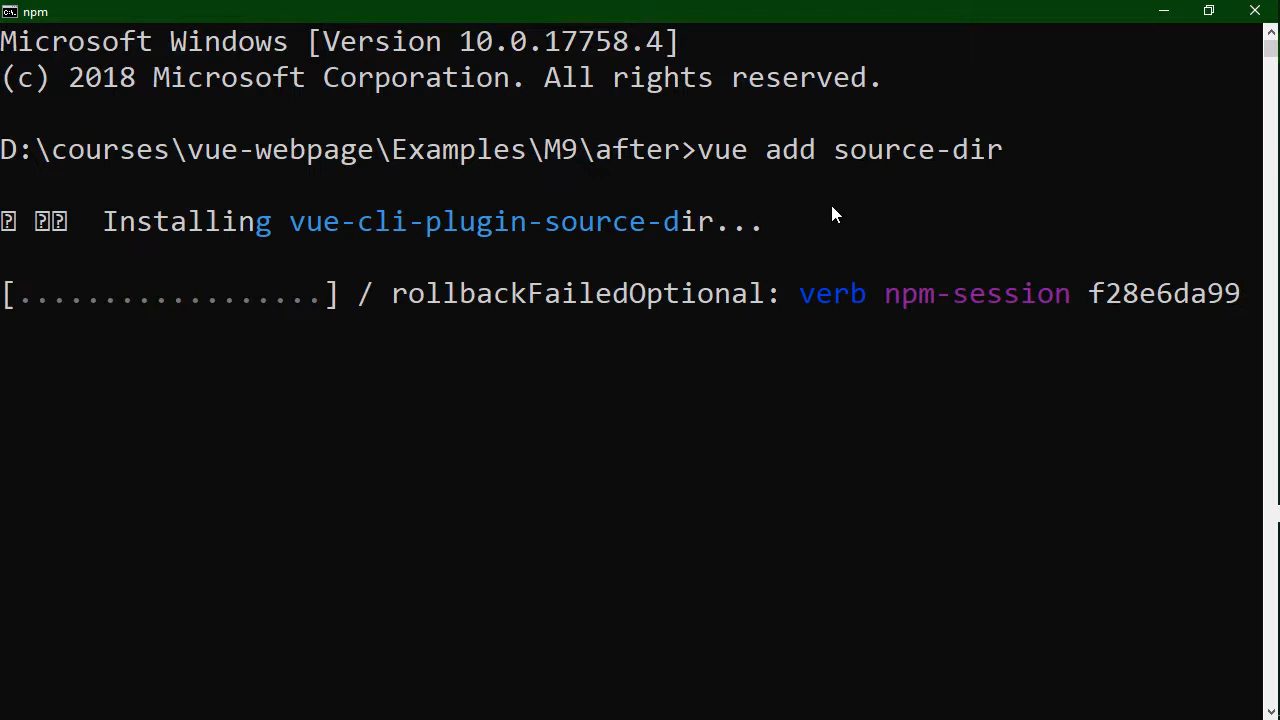 npm
Microsoft Windows [Version 10.0.17758.4]
(c) 2018 Microsoft Corporation. All rights reserved.
D:\courses\vue-webpage\Examples\M9\after>vue add source-dir
Installing vue-cli-plugin-source-dir...
[..................] / rollbackFailedOptional: verb npm-session f28e6da99